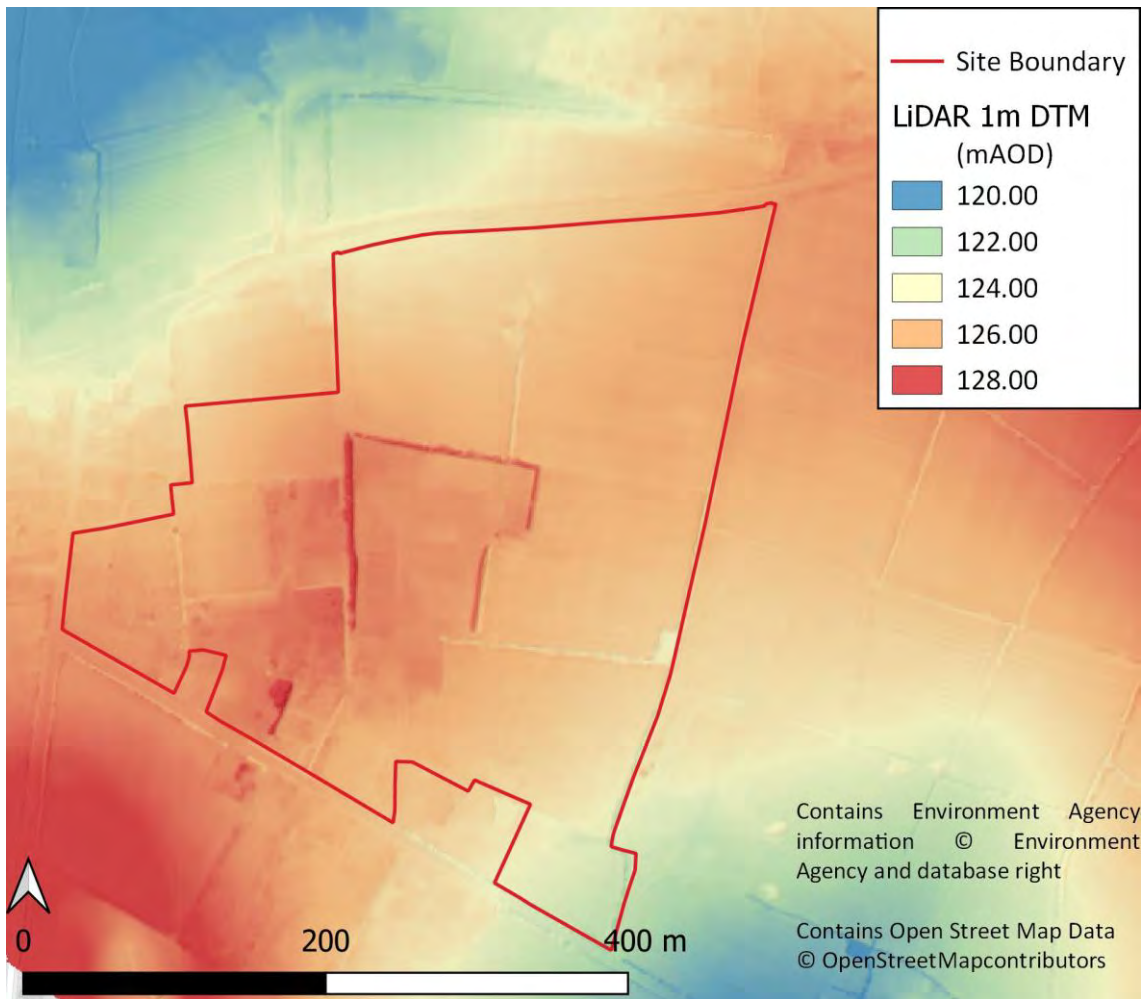 Site Boundary
LiDAR 1m DTM
(mAOD)
120.00
122.00
124.00
126.00
128.00
Contains Environment Agency
information © Environment
Agency and database right
Contains Open Street Map Data
© OpenStreetMapcontributors
0 200 400 m